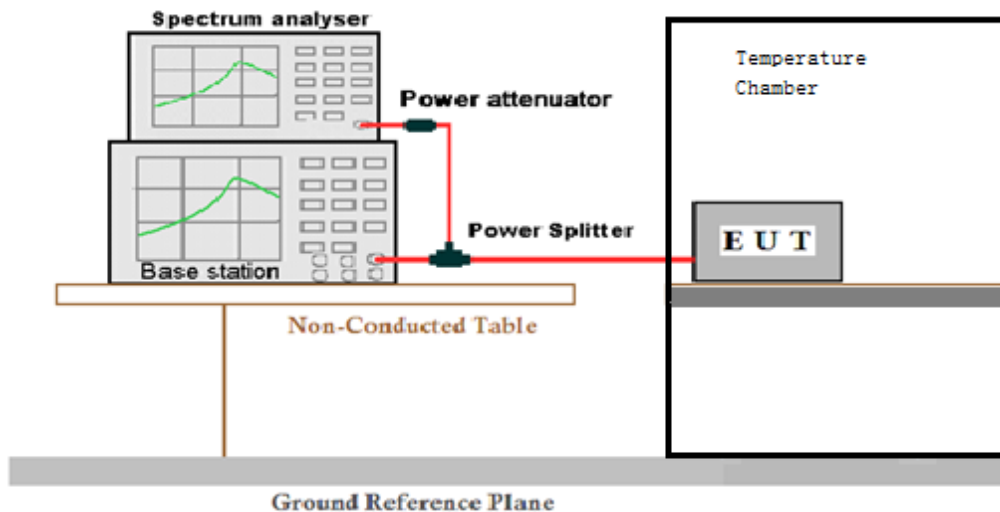 Spectrum analyser
Temperature
Chamber
Power attenuator
Power Splitter
E U T
Base station
Non-Conducted Table
Ground Reference Plane